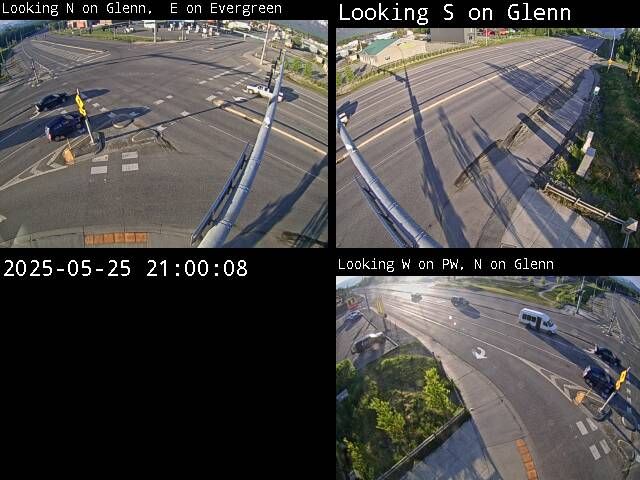 Looking N on Glenn, E on Evergreen
Looking S on Glenn
2025-05-25 21:00:08
Looking W on PW, N on Glenn